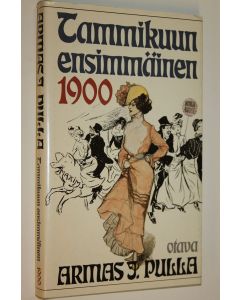 Tammikuun
ensimmäinen
1900
otava
ARMAS J. PULLA
ARMAS J. PULLA
Tammikuun ensimmäinen
1900